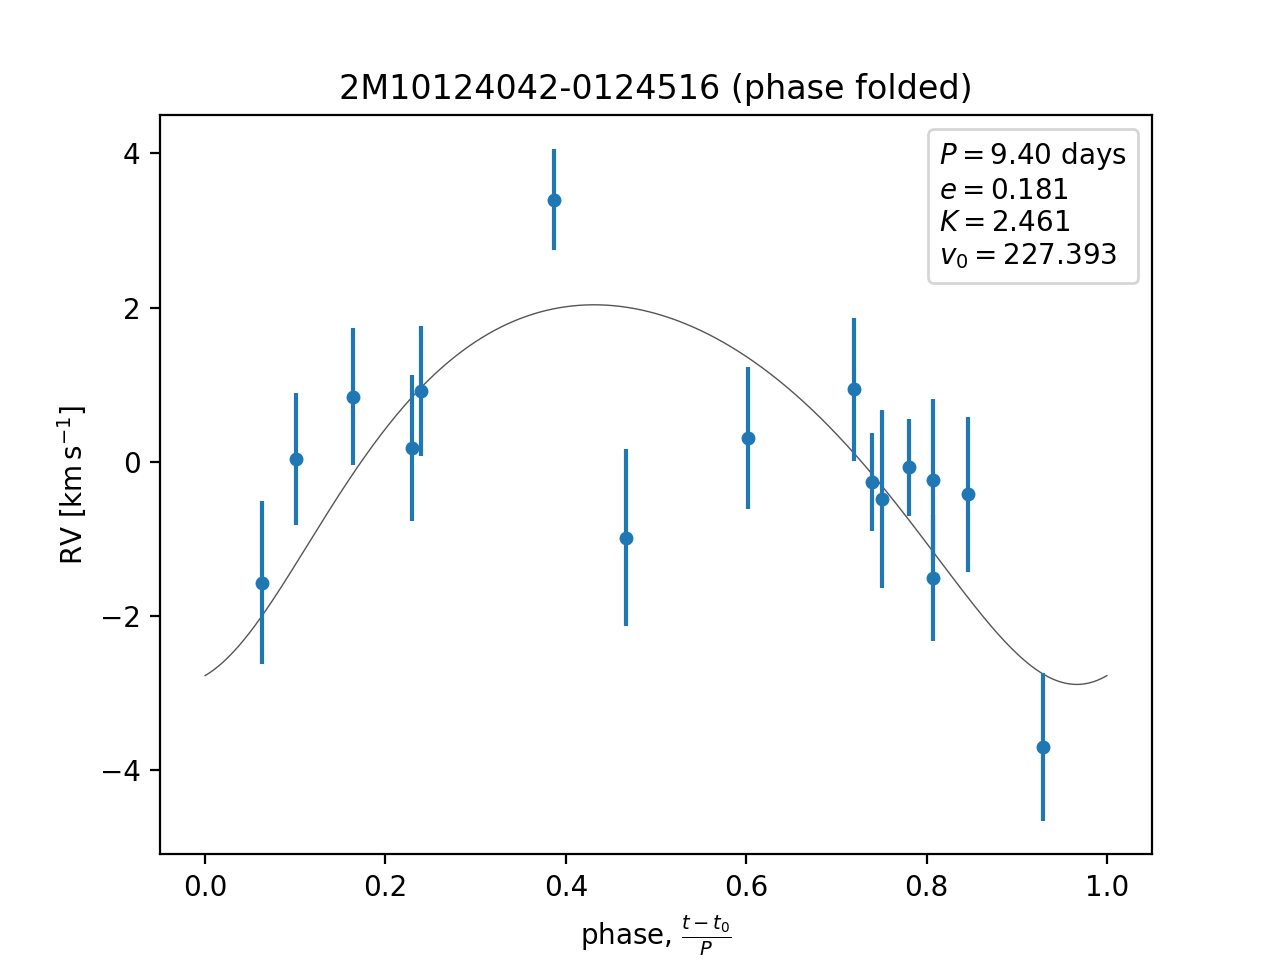 2M10124042-0124516 (phase folded)
P = 9.40 days
e = 0.181
K = 2.461
v₀ = 227.393
RV [km s⁻¹]
4
2
0
−2
−4
0.0 0.2 0.4 0.6 0.8 1.0
phase, (t − t₀)/P